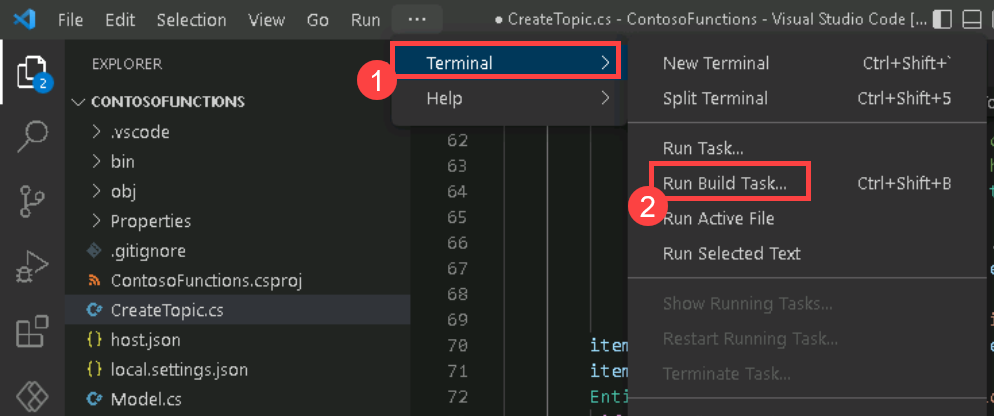 File Edit Selection View Go Run ··· ● CreateTopic.cs - ContosoFunctions - Visual Studio Code [...
EXPLORER
2
CONTOSOFUNCTIONS
.vscode
bin
obj
Properties
.gitignore
ContosoFunctions.csproj
CreateTopic.cs
host.json
local.settings.json
Model.cs
1
Terminal
Help
62
63
64
65
66
67
68
69
70 item
71 item
72 Enti
New Terminal Ctrl+Shift+`
Split Terminal Ctrl+Shift+5
Run Task...
2
Run Build Task... Ctrl+Shift+B
Run Active File
Run Selected Text
Show Running Tasks...
Restart Running Task...
Terminate Task...